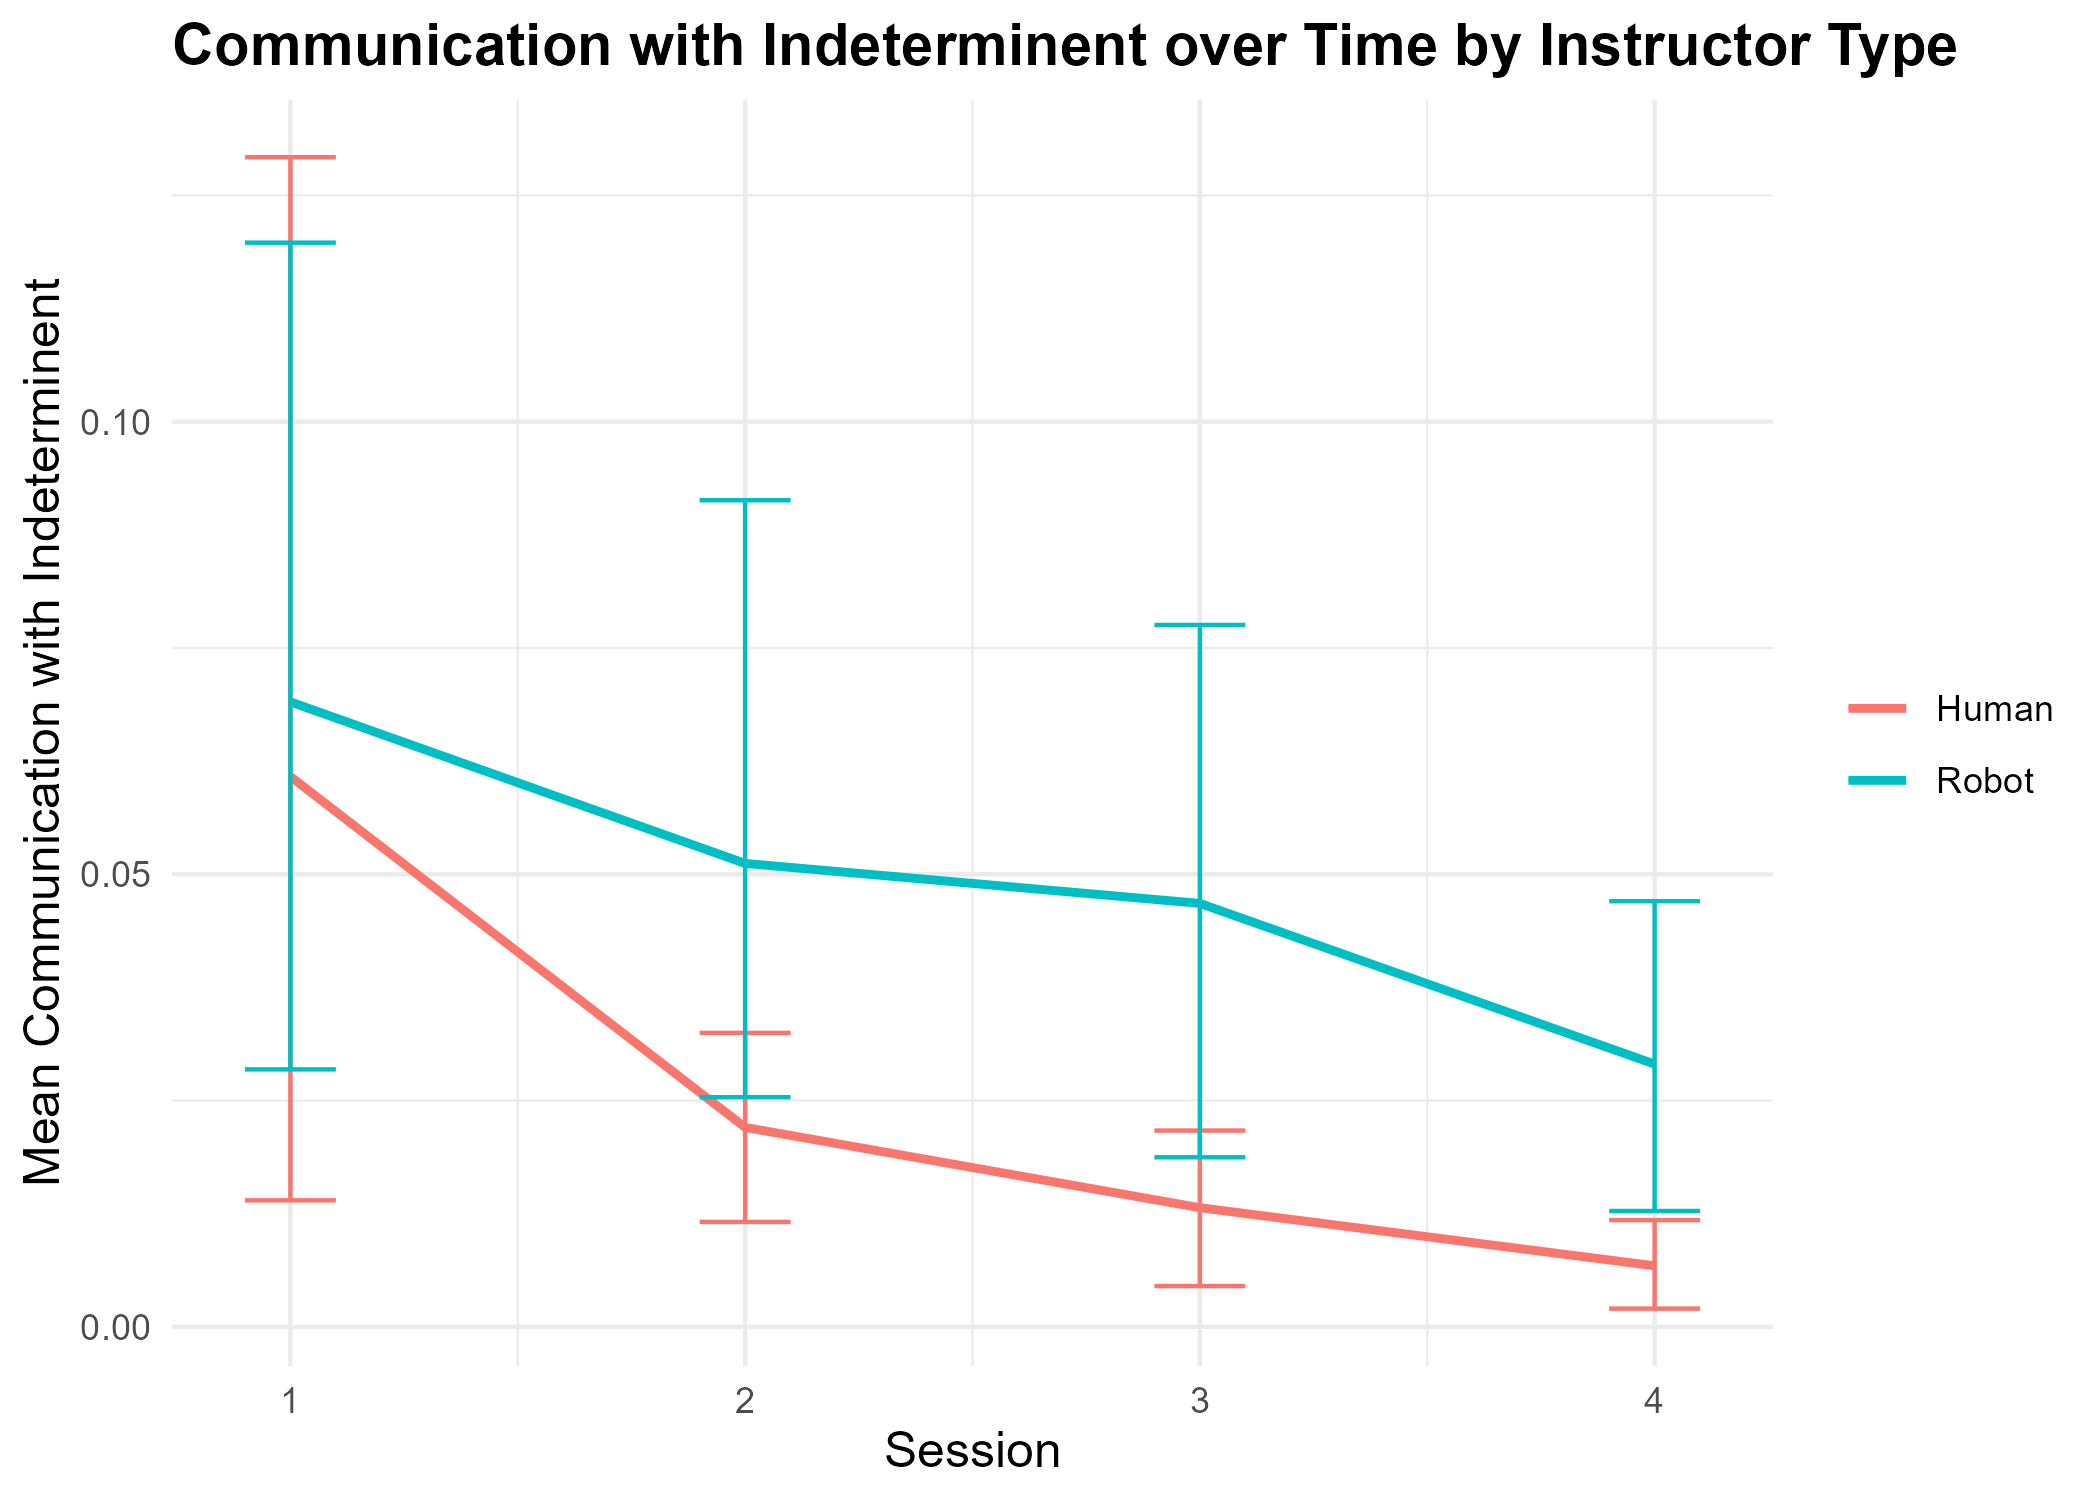 Communication with Indeterminent over Time by Instructor Type
Mean Communication with Indeterminent
0.10
0.05
0.00
1 2 3 4
Session
Human
Robot